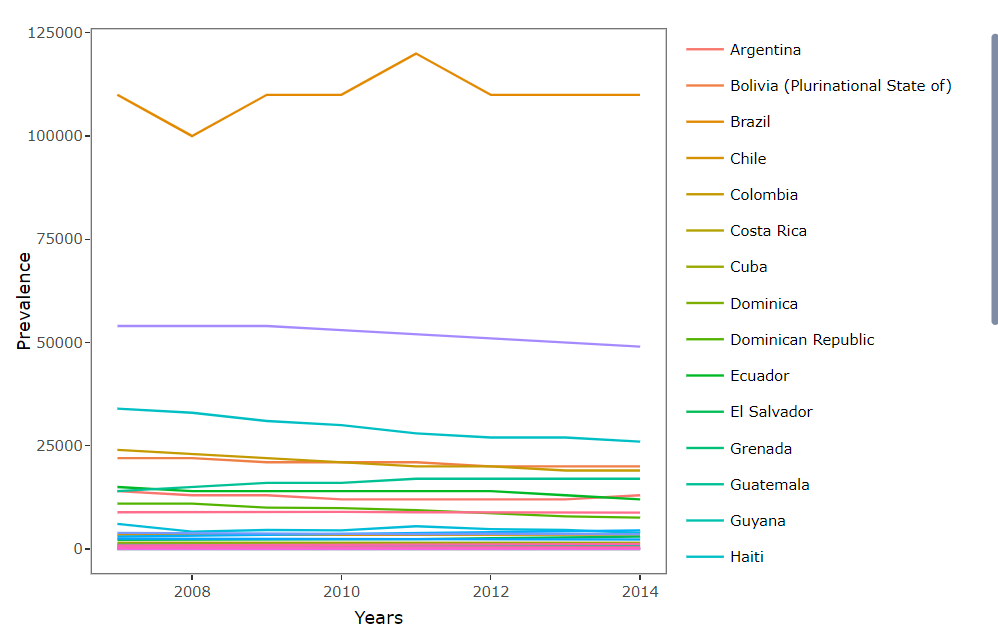 125000
100000
75000
50000
25000
0
Prevalence
2008
2010
2012
2014
Years
Argentina
Bolivia (Plurinational State of)
Brazil
Chile
Colombia
Costa Rica
Cuba
Dominica
Dominican Republic
Ecuador
El Salvador
Grenada
Guatemala
Guyana
Haiti